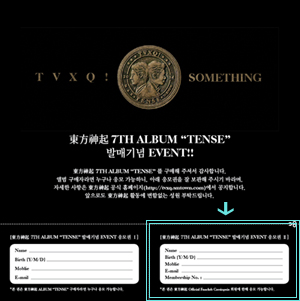 TVXQ! SOMETHING
東方神起 7TH ALBUM “TENSE”
발매기념 EVENT!!
東方神起 7TH ALBUM “TENSE” 를 구매해 주셔서 감사합니다.
앨범 구매자라면 누구나 응모 가능하니, 아래 응모권을 잘 보관해 주시기 바라며,
자세한 사항은 東方神起 공식 홈페이지(http://tvxq.smtown.com)에서 공지합니다.
앞으로도 東方神起 활동에 변함없는 성원 부탁드립니다.
[東方神起 7TH ALBUM “TENSE” 발매기념 EVENT 응모권 1]
Name :
Birth (Y/M/D) :
Mobile :
E-mail :
*본 권은 東方神起 ALBUM “TENSE” 구매자라면 누구나 응모 가능합니다.
[東方神起 7TH ALBUM “TENSE” 발매기념 EVENT 응모권 2]
Name :
Birth (Y/M/D) :
Mobile :
E-mail :
Membership No. :
*본 권은 東方神起 Official Fanclub Cassiopeia 회원에 한해 응모 가능합니다.